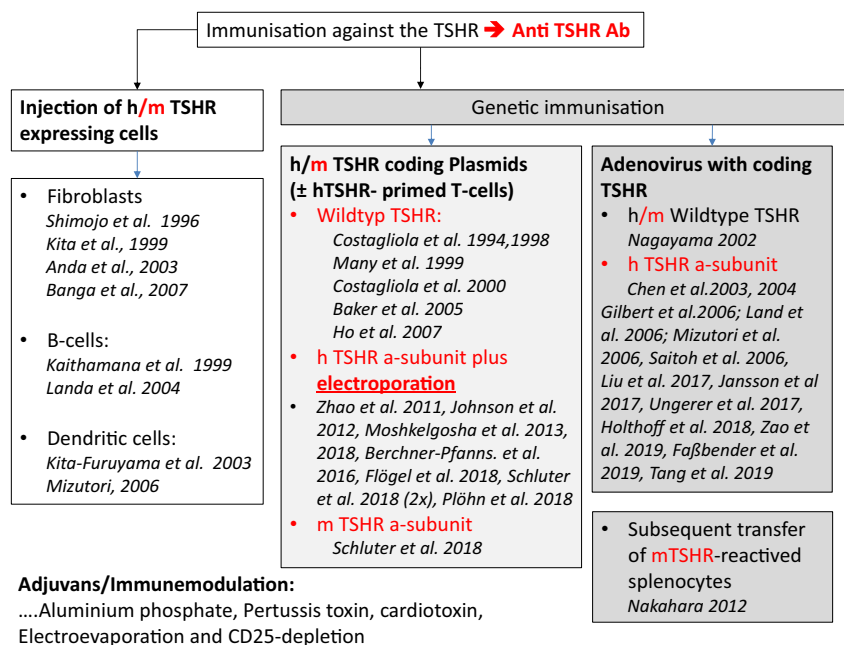 Immunisation against the TSHR ➔ Anti TSHR Ab
Injection of h/m TSHR
expressing cells
• Fibroblasts
Shimojo et al. 1996
Kita et al., 1999
Anda et al., 2003
Banga et al., 2007
• B-cells:
Kaithamana et al. 1999
Landa et al. 2004
• Dendritic cells:
Kita-Furuyama et al. 2003
Mizutori, 2006
Genetic immunisation
h/m TSHR coding Plasmids
(± hTSHR- primed T-cells)
• Wildtyp TSHR:
Costagliola et al. 1994,1998
Many et al. 1999
Costagliola et al. 2000
Baker et al. 2005
Ho et al. 2007
• h TSHR a-subunit plus
electroporation
• Zhao et al. 2011, Johnson et al.
2012, Moshkelgosha et al. 2013,
2018, Berchner-Pfanns. et al.
2016, Flögel et al. 2018, Schluter
et al. 2018 (2x), Plöhn et al. 2018
• m TSHR a-subunit
Schluter et al. 2018
Adenovirus with coding
TSHR
• h/m Wildtype TSHR
Nagayama 2002
• h TSHR a-subunit
Chen et al.2003, 2004
Gilbert et al.2006; Land et
al. 2006; Mizutori et al.
2006, Saitoh et al. 2006,
Liu et al. 2017, Jansson et al
2017, Ungerer et al. 2017,
Holthoff et al. 2018, Zao et
al. 2019, Faßbender et al.
2019, Tang et al. 2019
• Subsequent transfer
of mTSHR-reactived
splenocytes
Nakahara 2012
Adjuvans/Immunemodulation:
....Aluminium phosphate, Pertussis toxin, cardiotoxin,
Electroevaporation and CD25-depletion